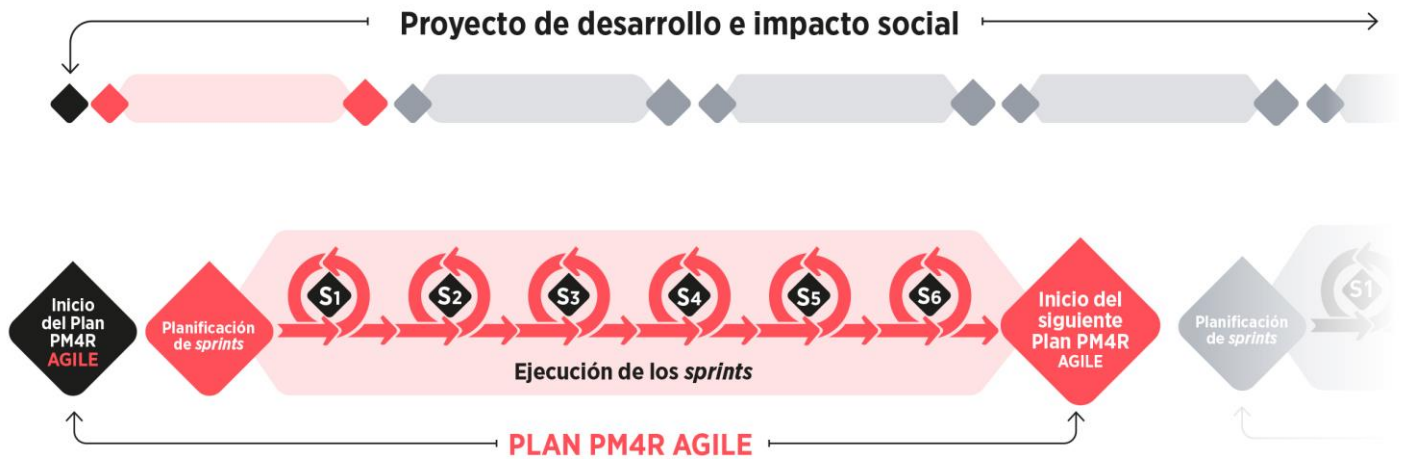 Proyecto de desarrollo e impacto social
Inicio
del Plan
PM4R
AGILE
Planificación
de sprints
S1
S2
S3
S4
S5
S6
Ejecución de los sprints
Inicio del
siguiente
Plan PM4R
AGILE
Planificación
de sprints
S1
PLAN PM4R AGILE